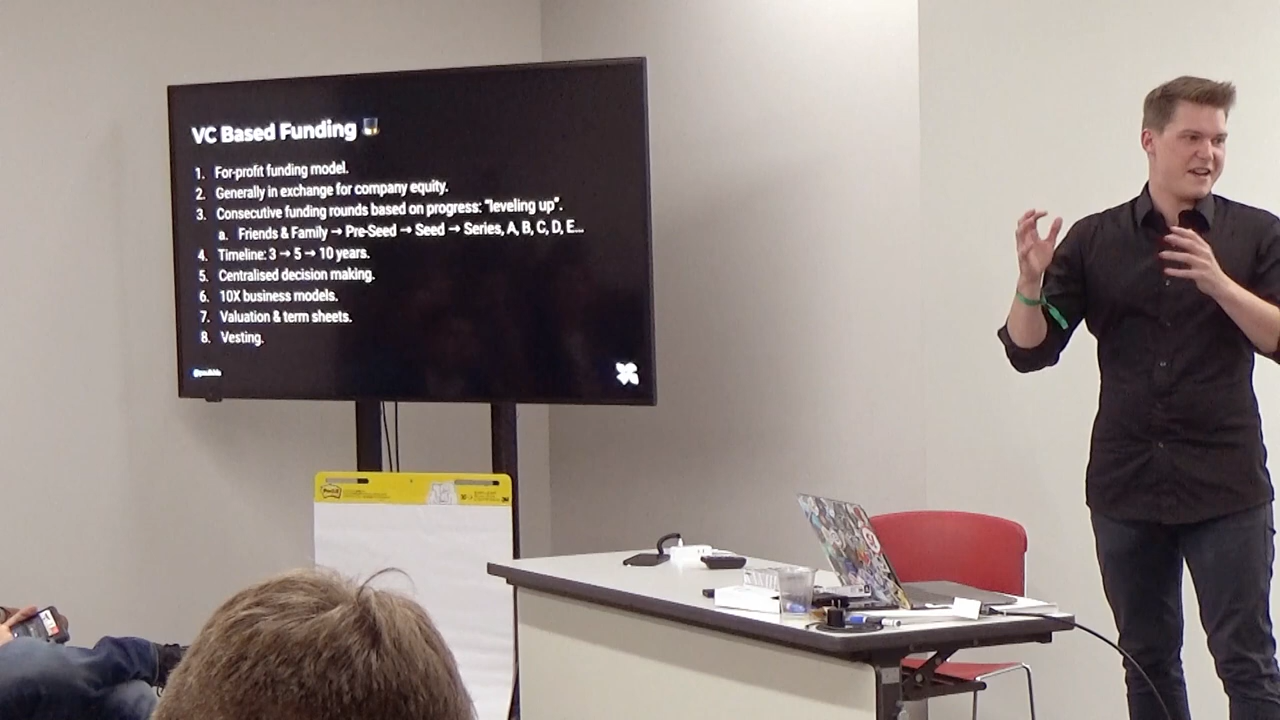 VC Based Funding
1. For-profit funding model.
2. Generally in exchange for company equity.
3. Consecutive funding rounds based on progress: “leveling up”.
a. Friends & Family → Pre-Seed → Seed → Series, A, B, C, D, E...
4. Timeline: 3 → 5 → 10 years.
5. Centralised decision making.
6. 10X business models.
7. Valuation & term sheets.
8. Vesting.
Post-it